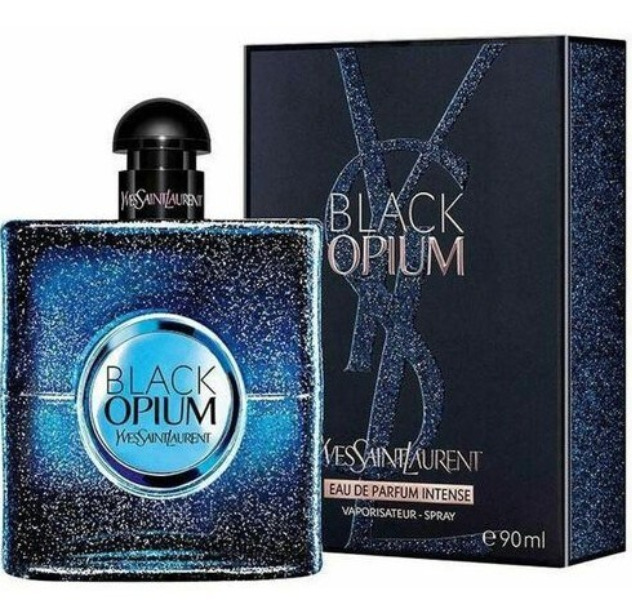 YVESSAINTLAURENT
BLACK
OPIUM
YVESSAINTLAURENT
BLACK
OPIUM
YVESSAINTLAURENT
EAU DE PARFUM INTENSE
VAPORISATEUR - SPRAY
℮90ml